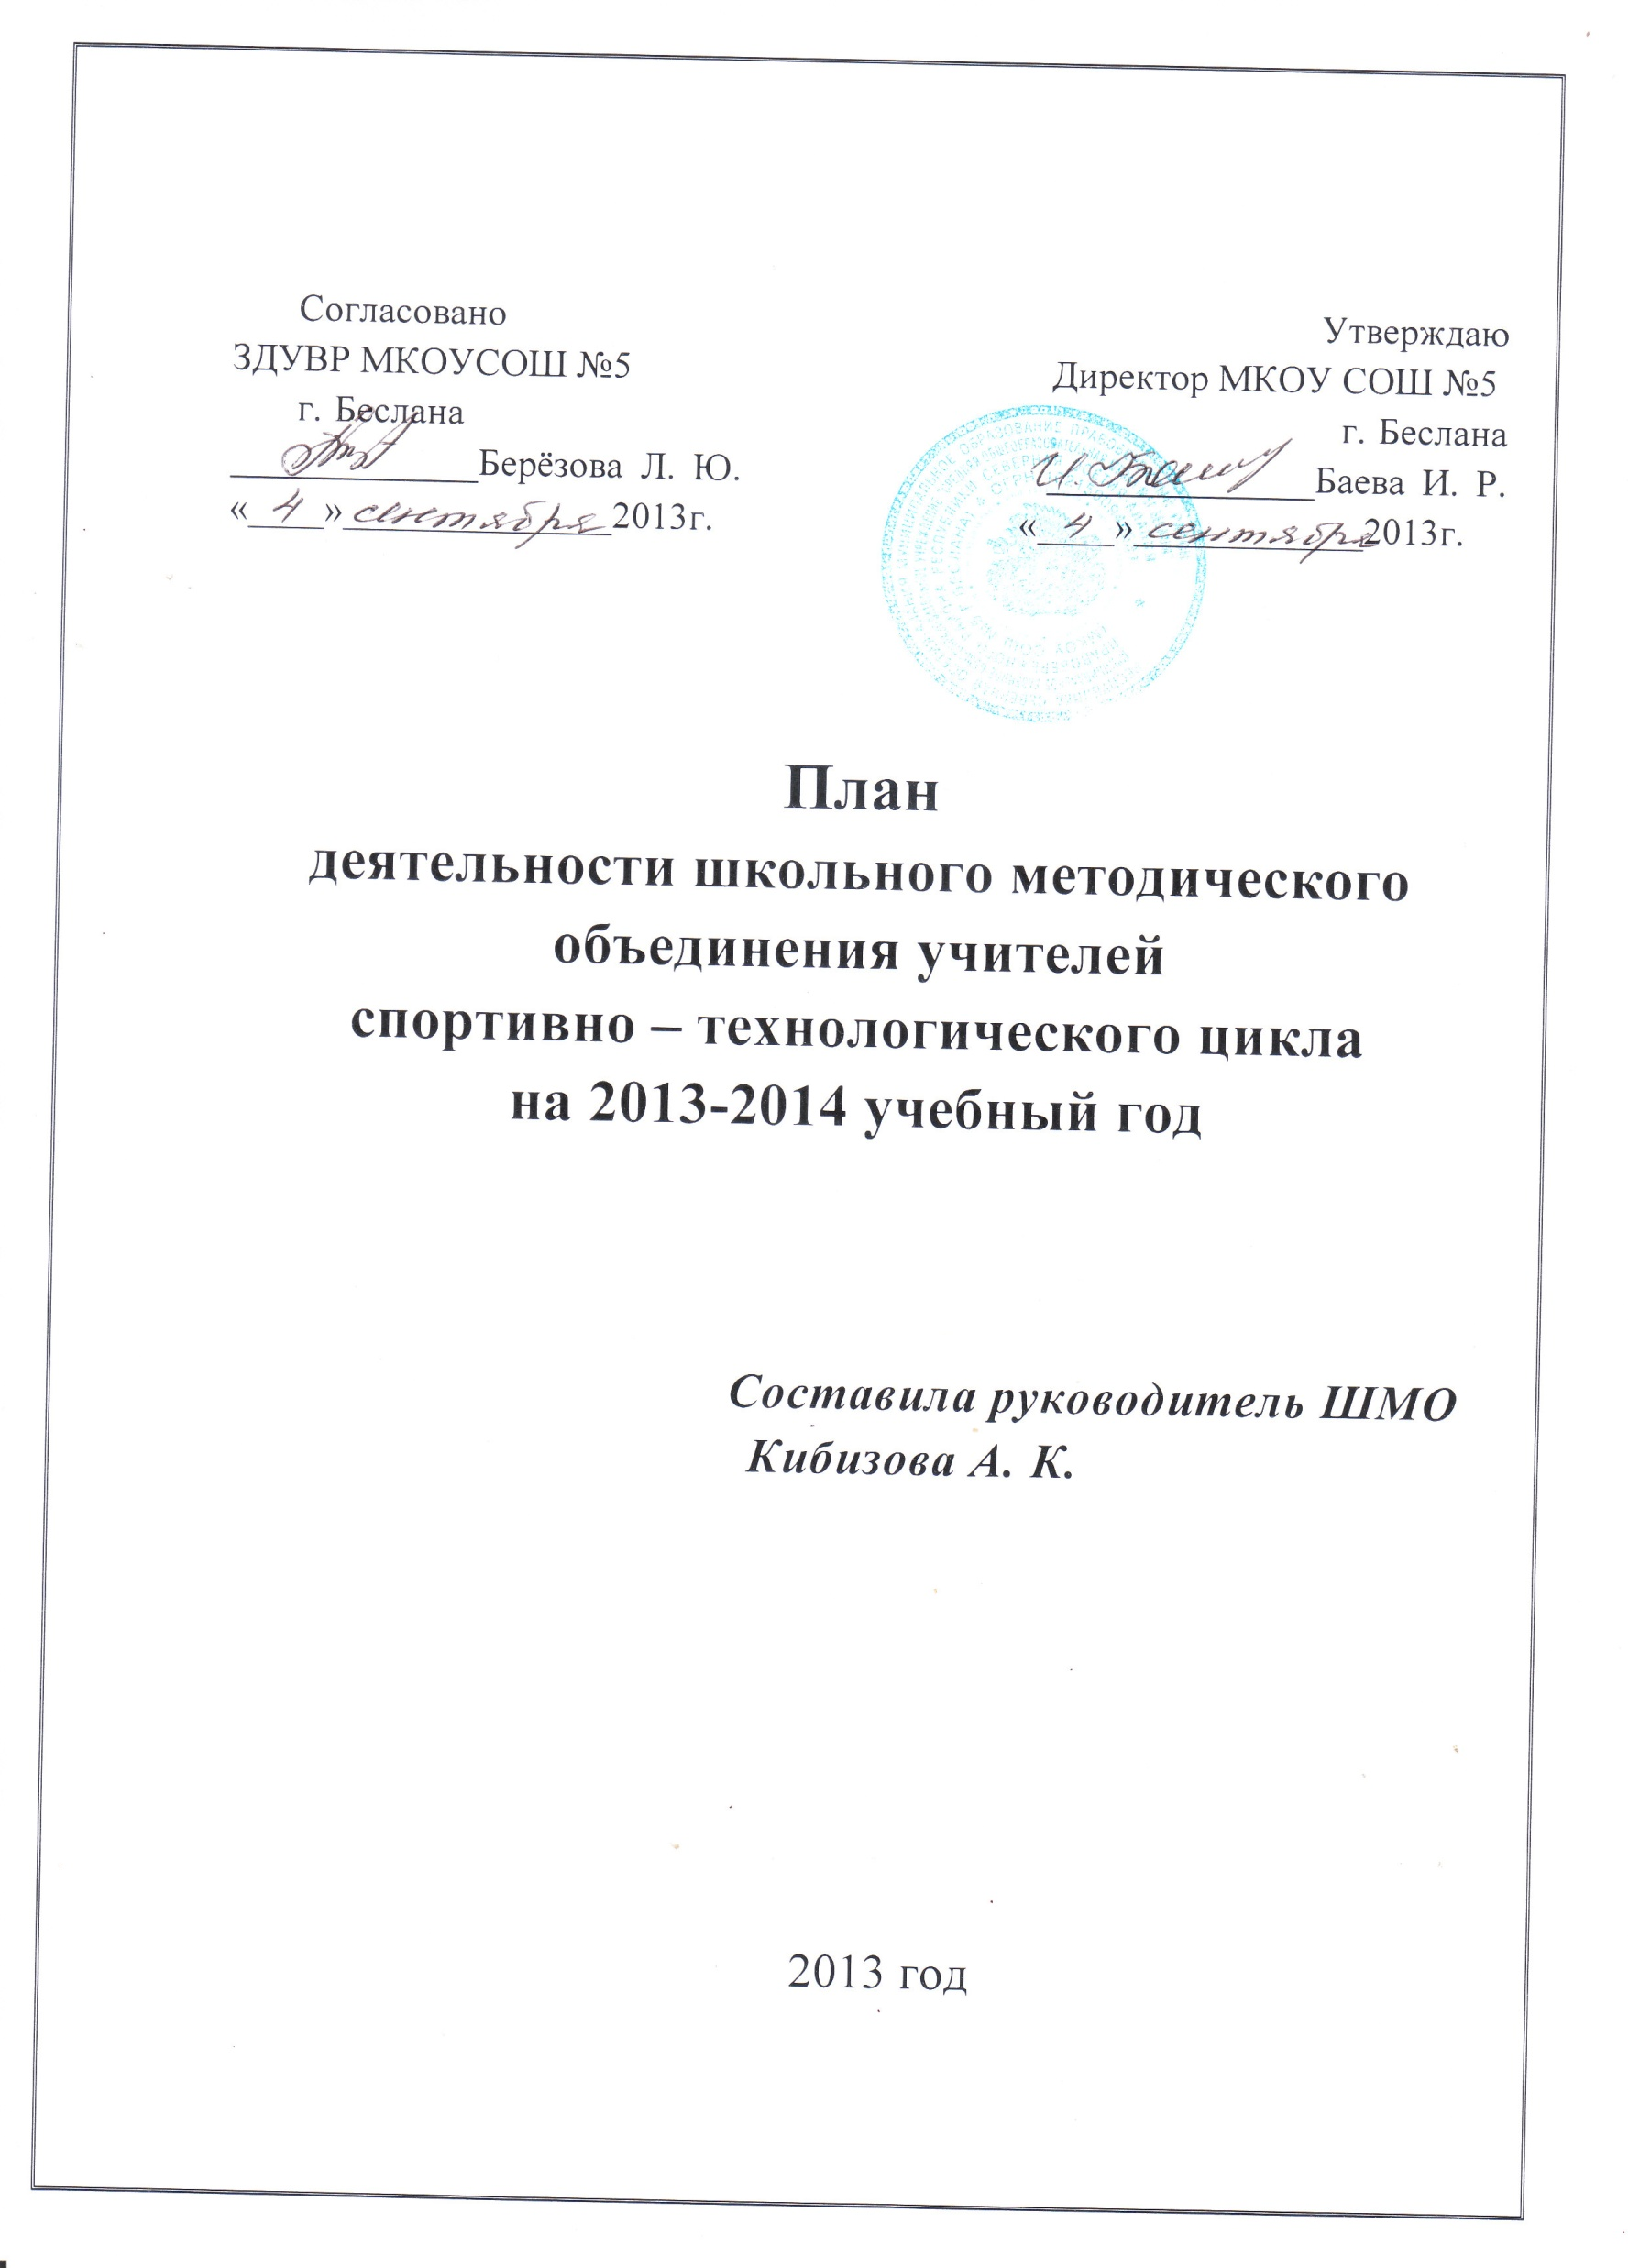 Согласовано
ЗДУВР МКОУСОШ №5
г. Беслана
Берёзова Л. Ю.
«4» сентября 2013г.
Утверждаю
Директор МКОУ СОШ №5
г. Беслана
Баева И. Р.
«4» сентября 2013г.
План
деятельности школьного методического
объединения учителей
спортивно – технологического цикла
на 2013-2014 учебный год
Составила руководитель ШМО
Кибизова А. К.
2013 год